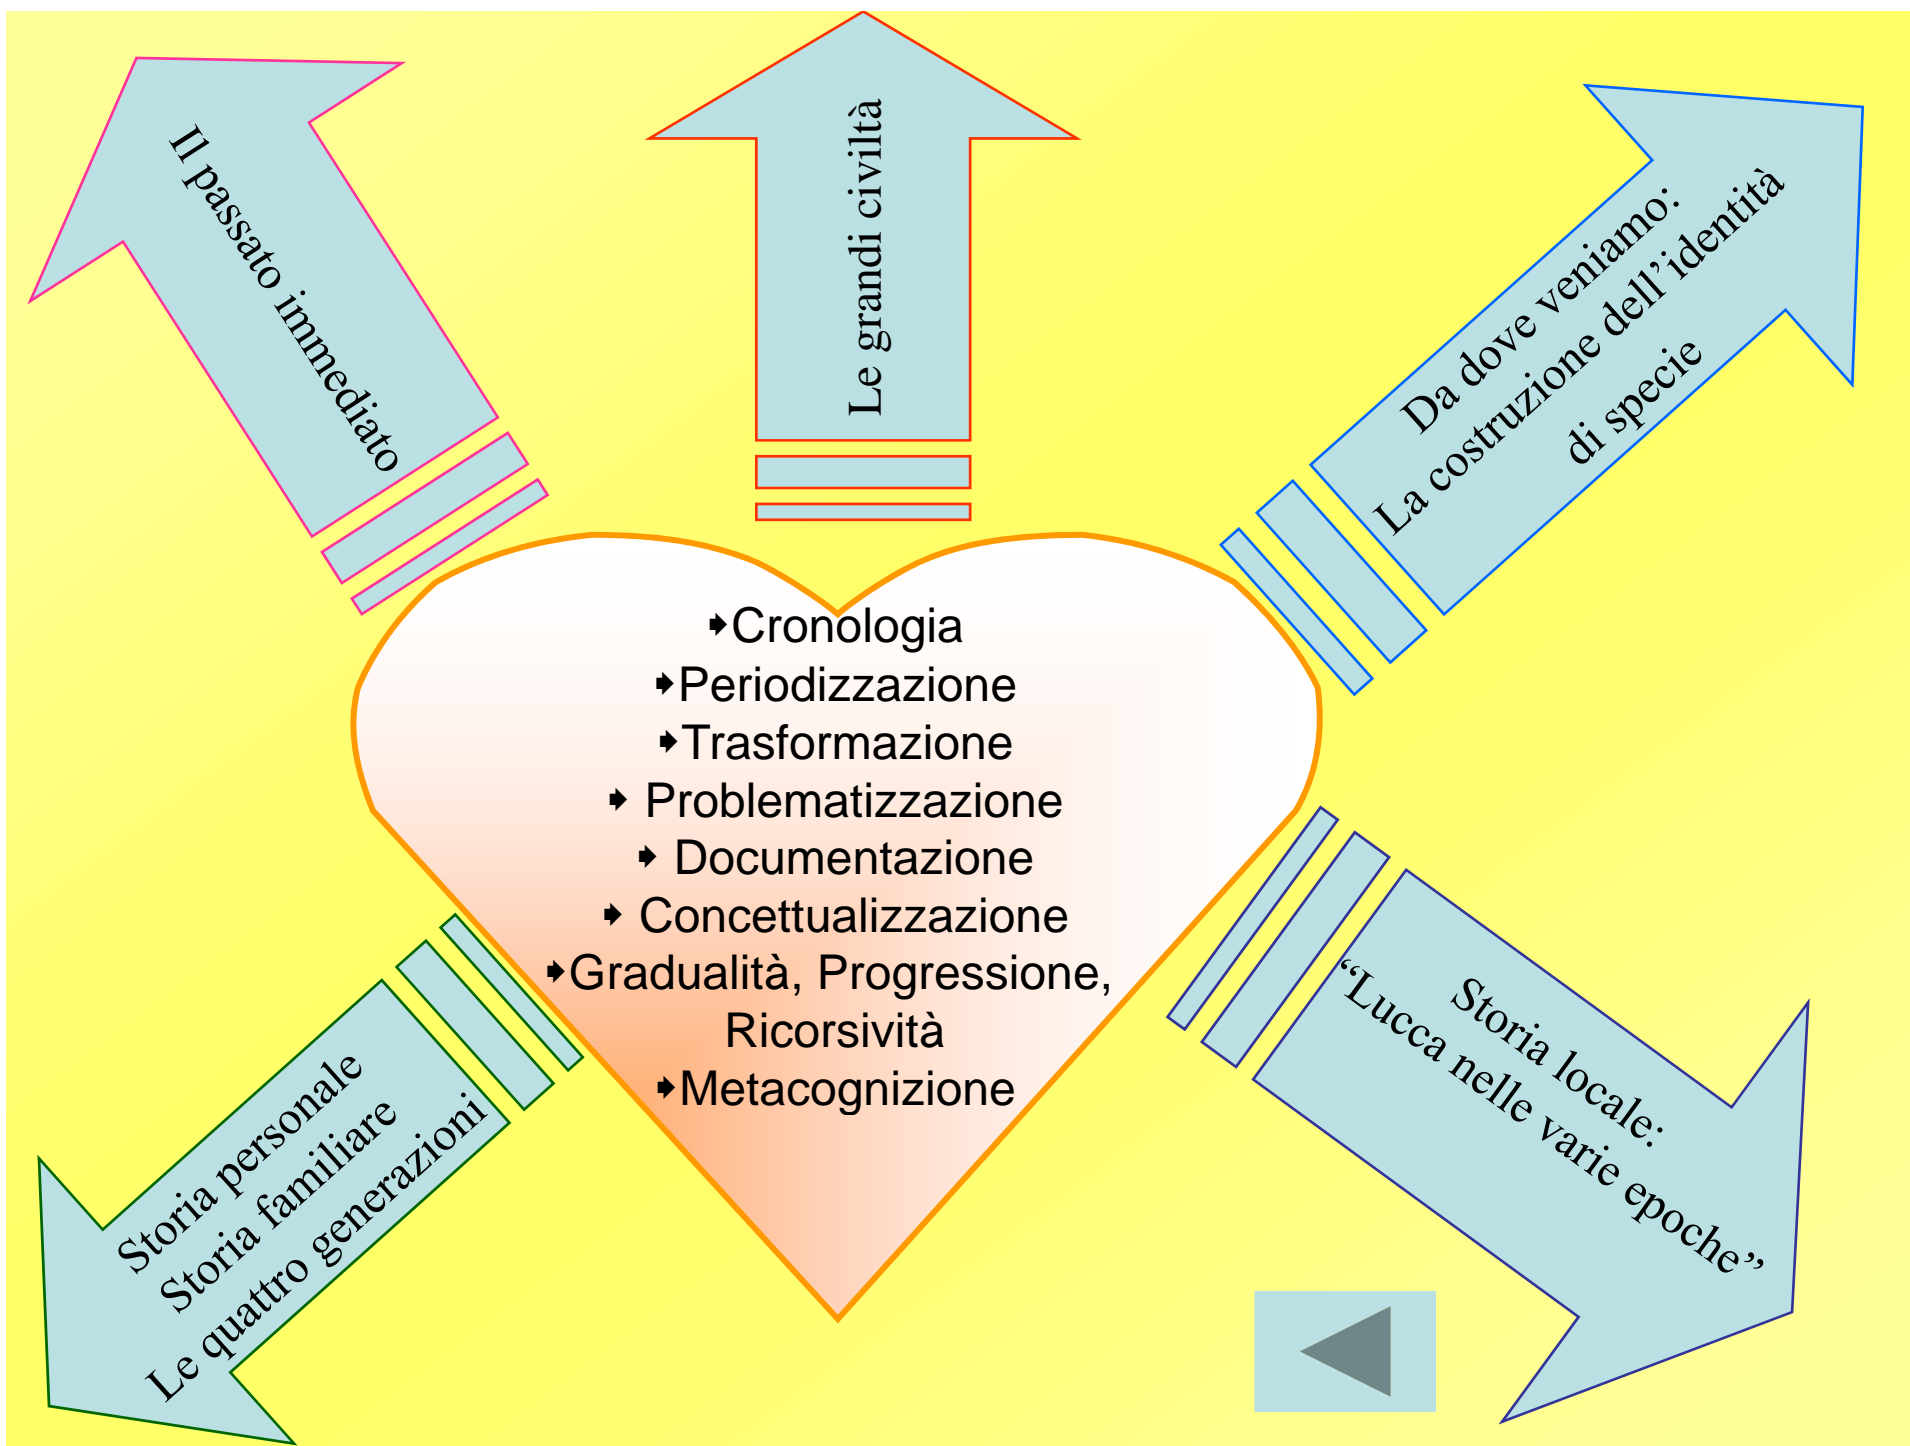 Il passato immediato
Le grandi civiltà
Da dove veniamo:
La costruzione dell’identità
di specie
Cronologia
Periodizzazione
Trasformazione
Problematizzazione
Documentazione
Concettualizzazione
Gradualità, Progressione,
Ricorsività
Metacognizione
Storia personale
Storia familiare
Le quattro generazioni
Storia locale:
“Lucca nelle varie epoche”